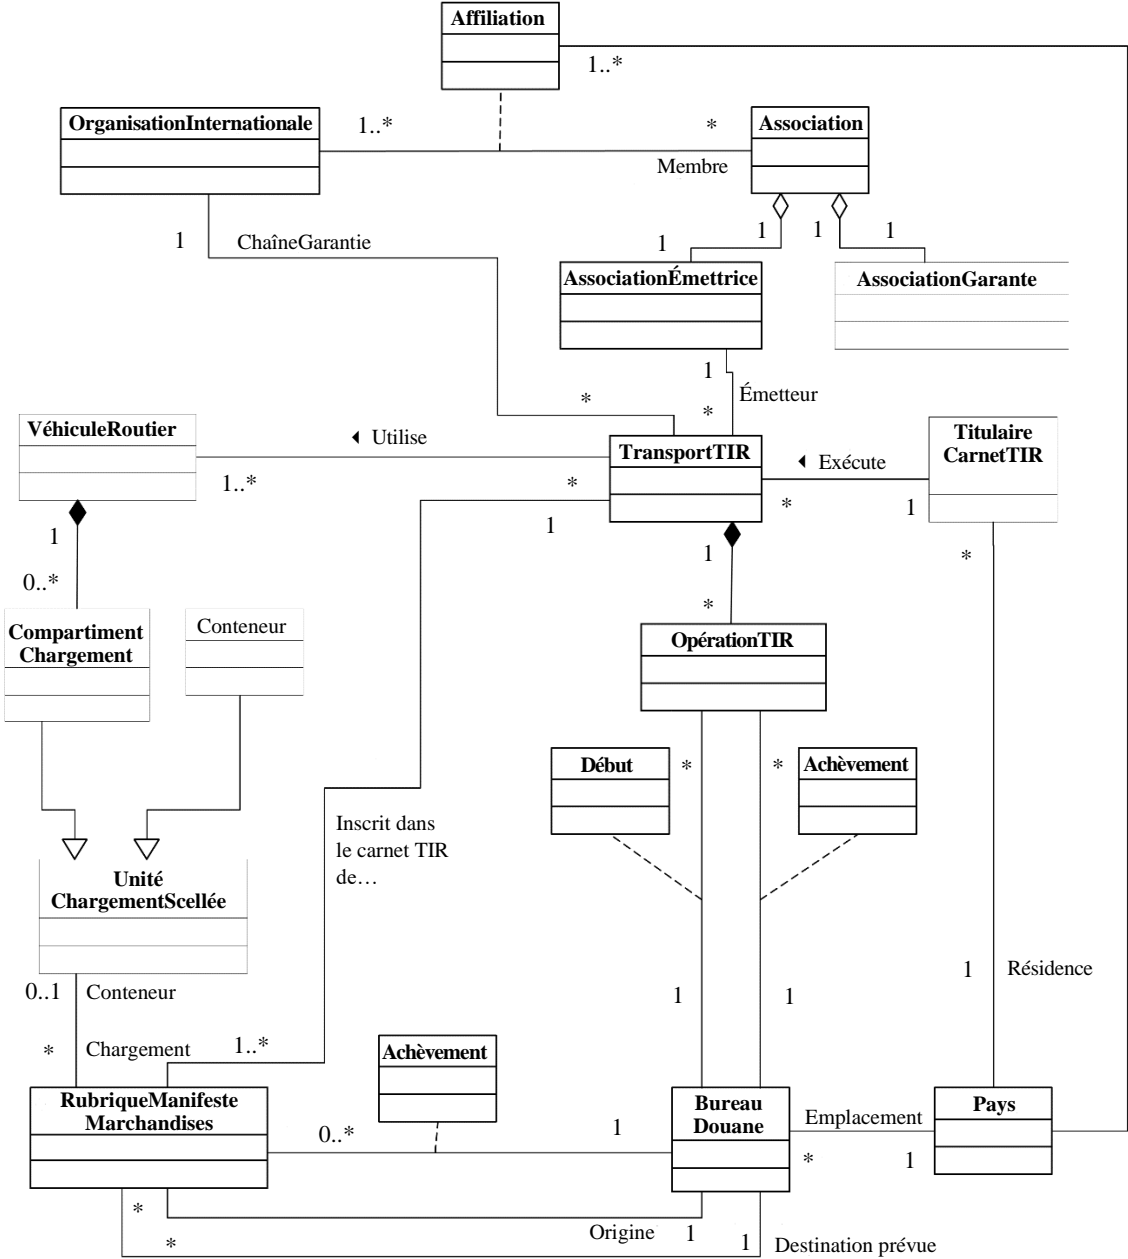 Affiliation
1..*
OrganisationInternationale
1..*
*
Association
Membre
1
ChaîneGarantie
1
1
1
1
AssociationÉmettrice
AssociationGarante
1
Émetteur
*
*
VéhiculeRoutier
Utilise
TransportTIR
Titulaire
CarnetTIR
Exécute
1..*
*
*
1
1
1
1
*
0..*
*
Compartiment
Chargement
Conteneur
OpérationTIR
Début
*
*
Achèvement
Inscrit dans
le carnet TIR
de…
Unité
ChargementScellée
1
Résidence
0..1
Conteneur
1
1
*
Chargement
1..*
Achèvement
RubriqueManifeste
Marchandises
Bureau
Douane
Pays
Emplacement
0..*
1
*
1
*
Origine
1
*
1
Destination prévue